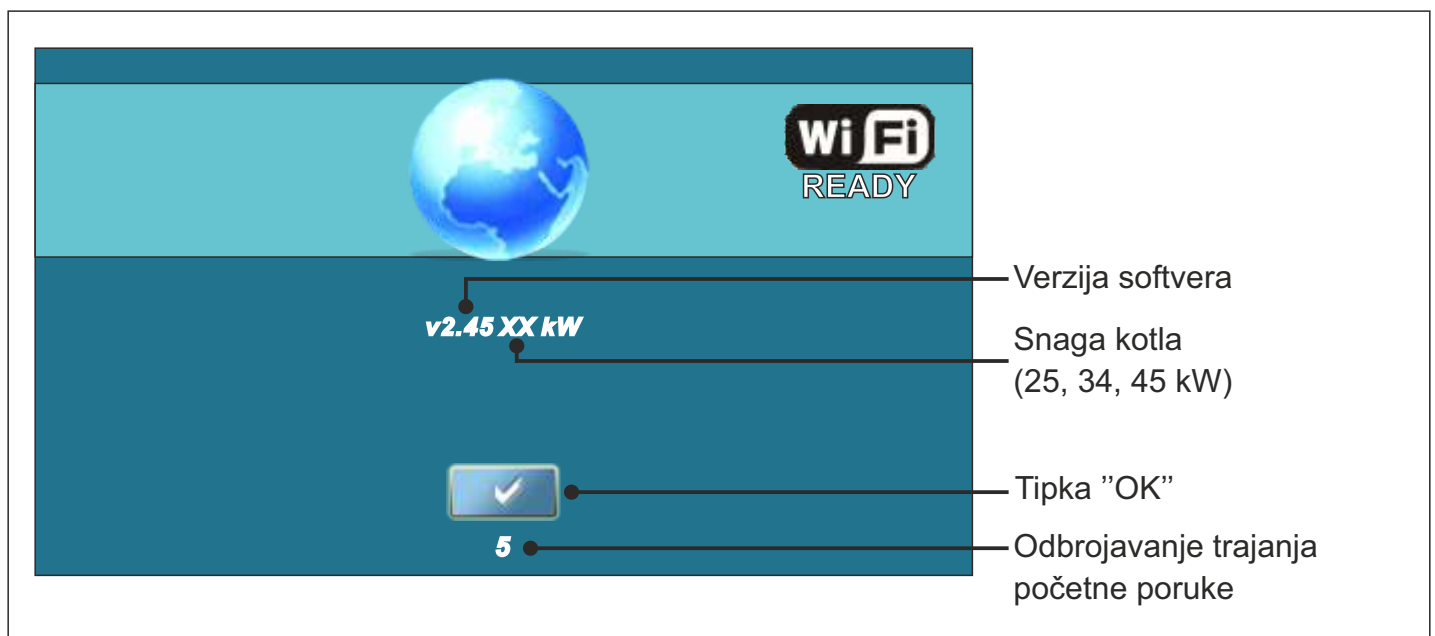 Wi Fi
READY
v2.45 XX kW
5
Verzija softvera
Snaga kotla
(25, 34, 45 kW)
Tipka ’’OK’’
Odbrojavanje trajanja
početne poruke